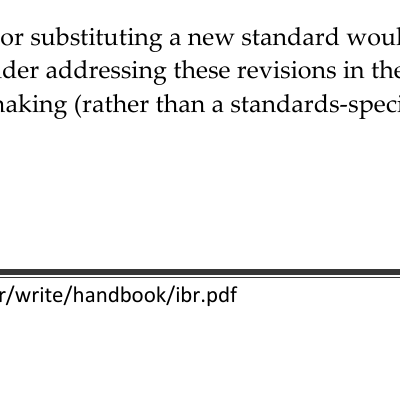 or substituting a new standard woul
der addressing these revisions in the
aking (rather than a standards-speci
r/write/handbook/ibr.pdf